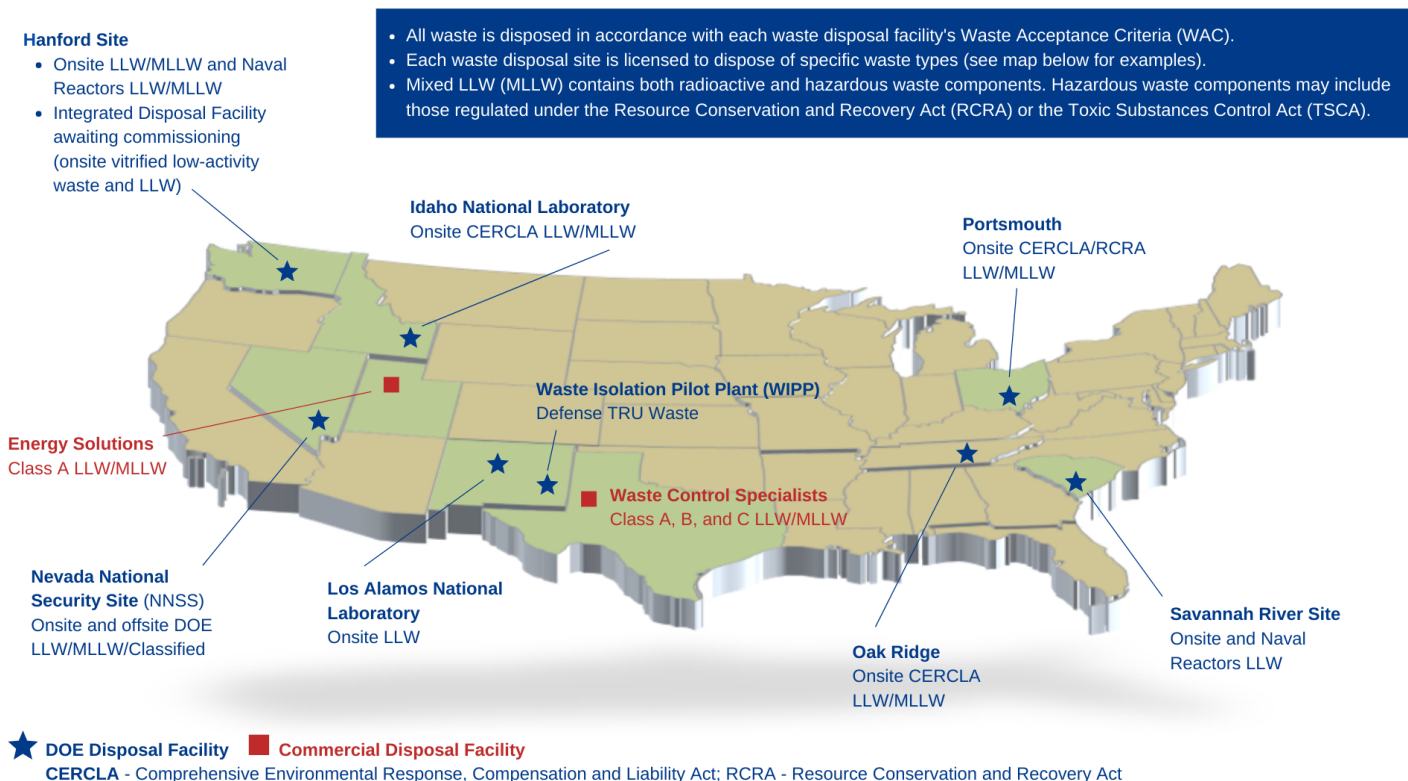 Hanford Site
• Onsite LLW/MLLW and Naval
Reactors LLW/MLLW
• Integrated Disposal Facility
awaiting commissioning
(onsite vitrified low-activity
waste and LLW)
• All waste is disposed in accordance with each waste disposal facility's Waste Acceptance Criteria (WAC).
• Each waste disposal site is licensed to dispose of specific waste types (see map below for examples).
• Mixed LLW (MLLW) contains both radioactive and hazardous waste components. Hazardous waste components may include
those regulated under the Resource Conservation and Recovery Act (RCRA) or the Toxic Substances Control Act (TSCA).
Idaho National Laboratory
Onsite CERCLA LLW/MLLW
Portsmouth
Onsite CERCLA/RCRA
LLW/MLLW
Waste Isolation Pilot Plant (WIPP)
Defense TRU Waste
Energy Solutions
Class A LLW/MLLW
Waste Control Specialists
Class A, B, and C LLW/MLLW
Nevada National
Security Site (NNSS)
Onsite and offsite DOE
LLW/MLLW/Classified
Los Alamos National
Laboratory
Onsite LLW
Oak Ridge
Onsite CERCLA
LLW/MLLW
Savannah River Site
Onsite and Naval
Reactors LLW
DOE Disposal Facility
Commercial Disposal Facility
CERCLA - Comprehensive Environmental Response, Compensation and Liability Act; RCRA - Resource Conservation and Recovery Act